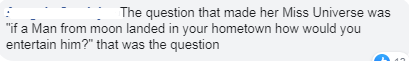 The question that made her Miss Universe was
"if a Man from moon landed in your hometown how would you
entertain him?" that was the question